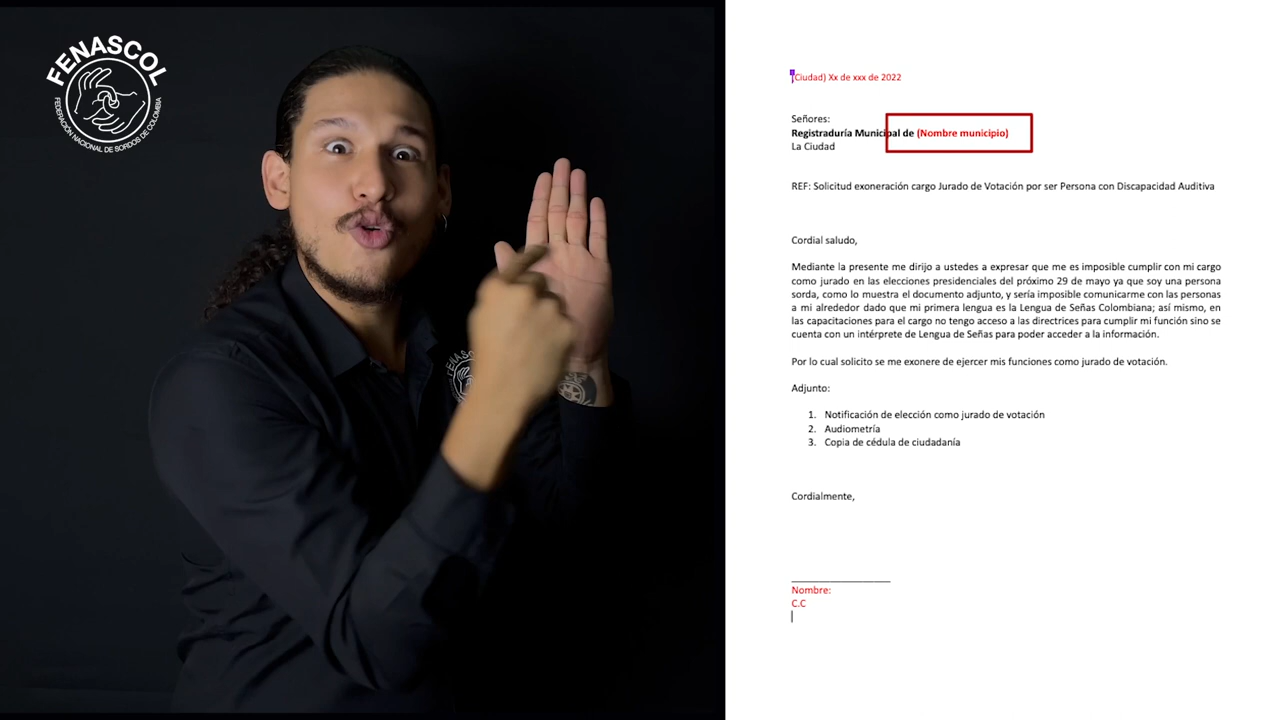 FENASCOL
FEDERACIÓN NACIONAL DE SORDOS DE COLOMBIA
(Ciudad) Xx de xxx de 2022
Señores:
Registraduría Municipal de (Nombre municipio)
La Ciudad
REF: Solicitud exoneración cargo Jurado de Votación por ser Persona con Discapacidad Auditiva
Cordial saludo,
Mediante la presente me dirijo a ustedes a expresar que me es imposible cumplir con mi cargo
como jurado en las elecciones presidenciales del próximo 29 de mayo ya que soy una persona
sorda, como lo muestra el documento adjunto, y sería imposible comunicarme con las personas
a mi alrededor dado que mi primera lengua es la Lengua de Señas Colombiana; así mismo, en
las capacitaciones para el cargo no tengo acceso a las directrices para cumplir mi función sino se
cuenta con un intérprete de Lengua de Señas para poder acceder a la información.
Por lo cual solicito se me exonere de ejercer mis funciones como jurado de votación.
Adjunto:
1. Notificación de elección como jurado de votación
2. Audiometría
3. Copia de cédula de ciudadanía
Cordialmente,
Nombre:
C.C